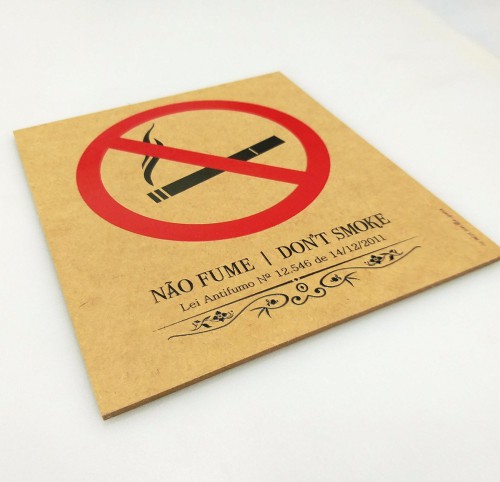 NÃO FUME | DON'T SMOKE
Lei Antifumo Nº 12.546 de 14/12/2011